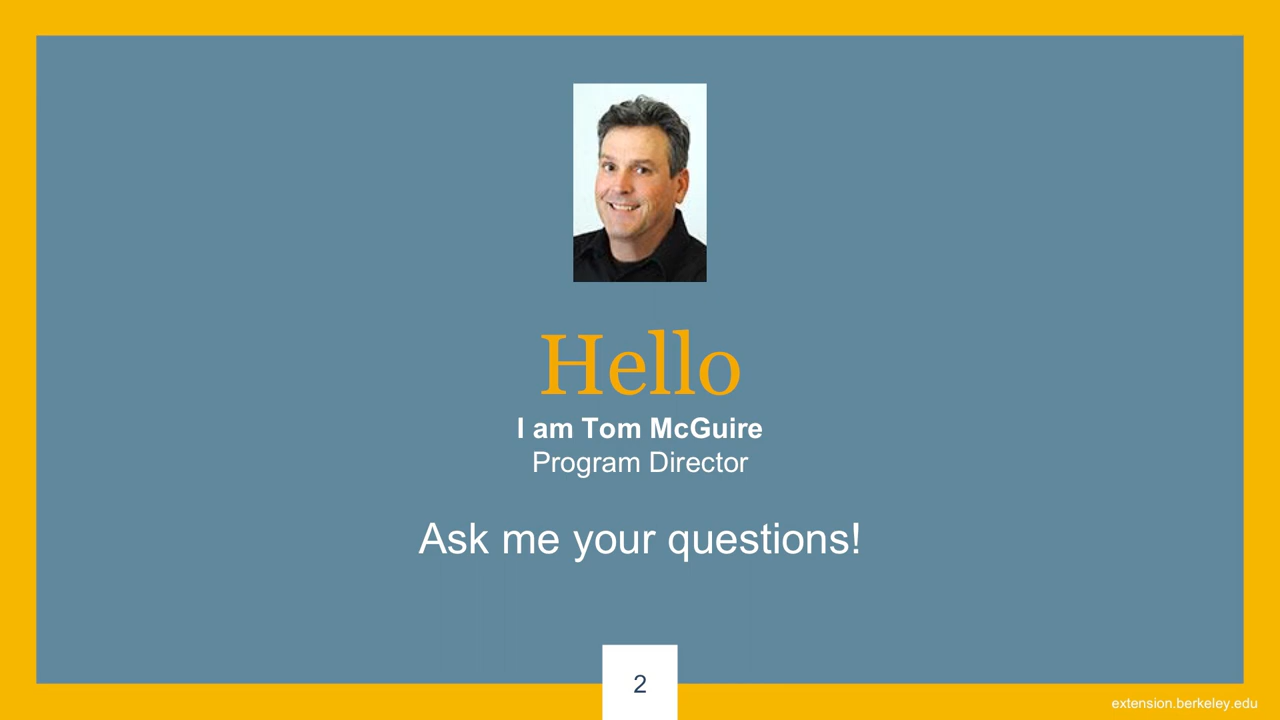 Hello
I am Tom McGuire
Program Director
Ask me your questions!
2
extension.berkeley.edu